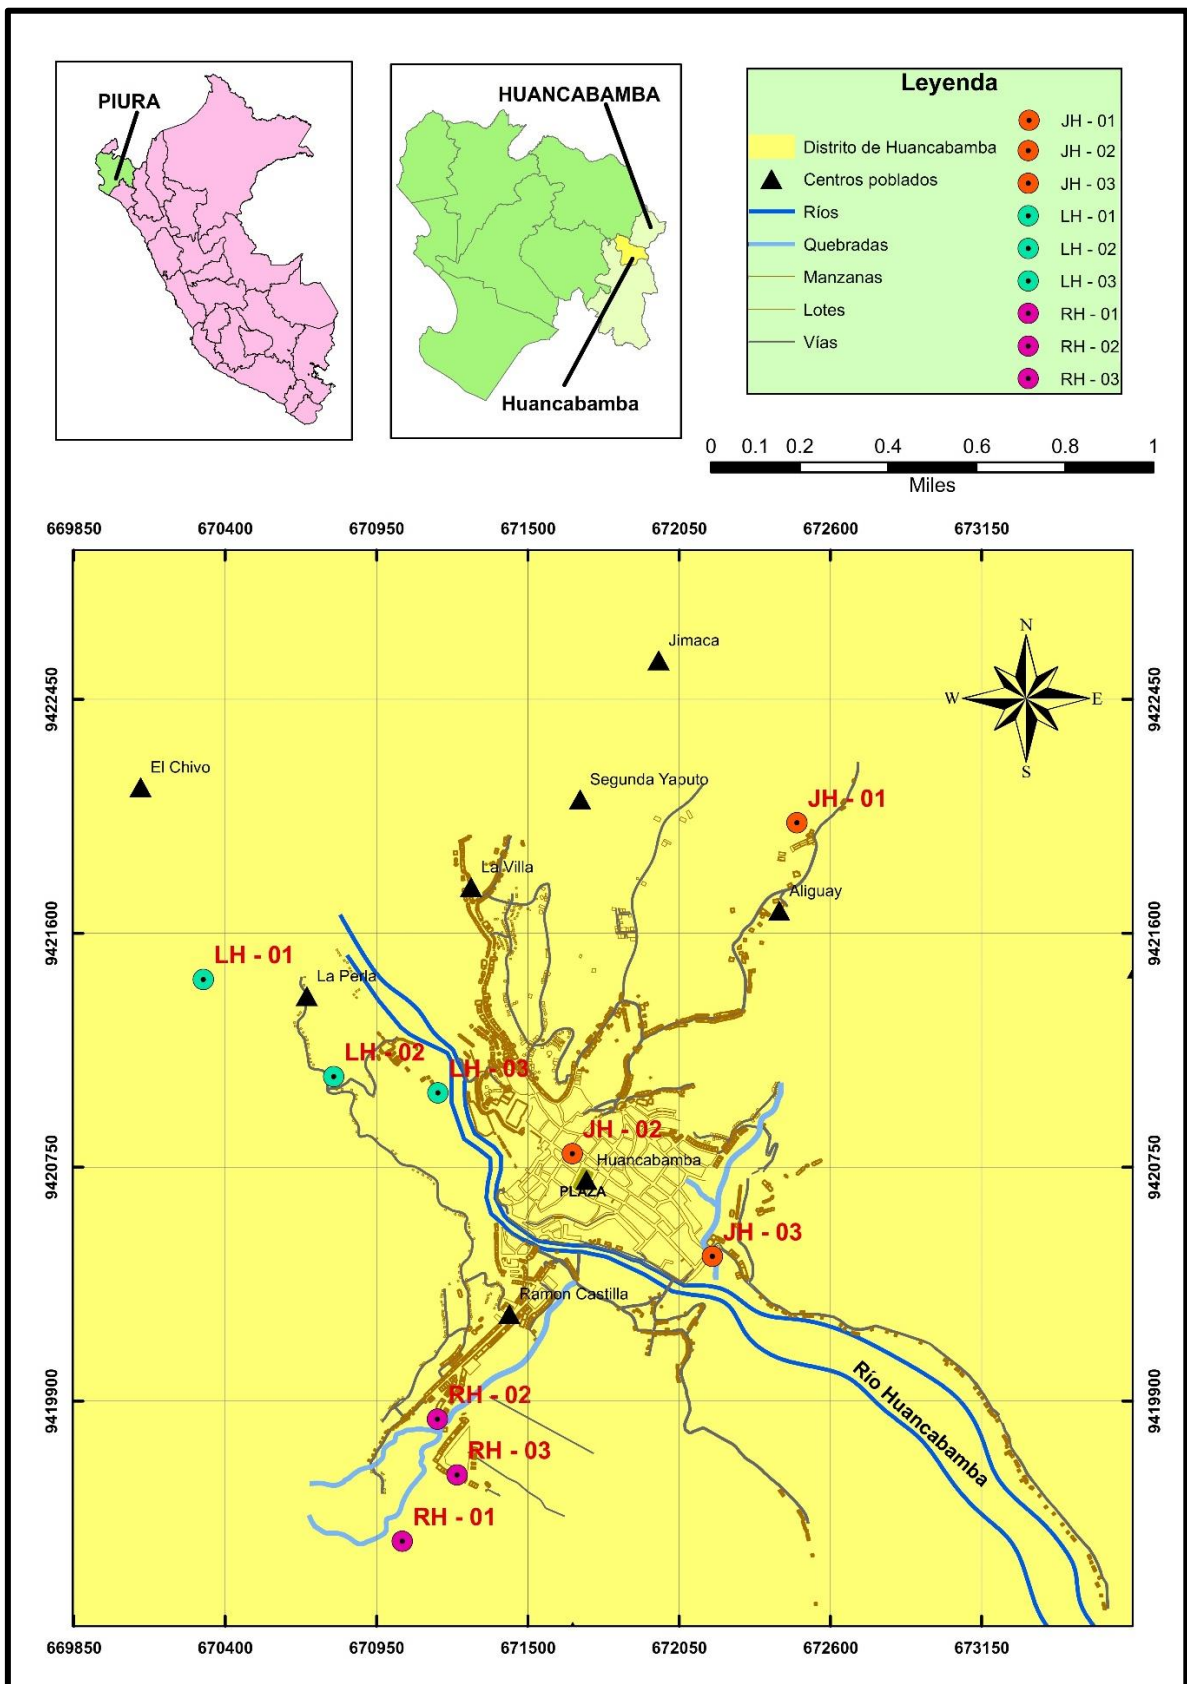 PIURA
HUANCABAMBA
Huancabamba
Leyenda
Distrito de Huancabamba
Centros poblados
Ríos
Quebradas
Manzanas
Lotes
Vías
JH - 01
JH - 02
JH - 03
LH - 01
LH - 02
LH - 03
RH - 01
RH - 02
RH - 03
0 0.1 0.2 0.4 0.6 0.8 1
Miles
669850 670400 670950 671500 672050 672600 673150
N
W E
S
9422450 9422450
9421600 9421600
9420750 9420750
9419900 9419900
Jimaca
El Chivo
Segunda Yaputo
JH - 01
La Villa
Aliguay
LH - 01
La Perla
LH - 02
LH - 03
JH - 02
Huancabamba
PLAZA
JH - 03
Ramon Castilla
Río Huancabamba
RH - 02
RH - 03
RH - 01
669850 670400 670950 671500 672050 672600 673150